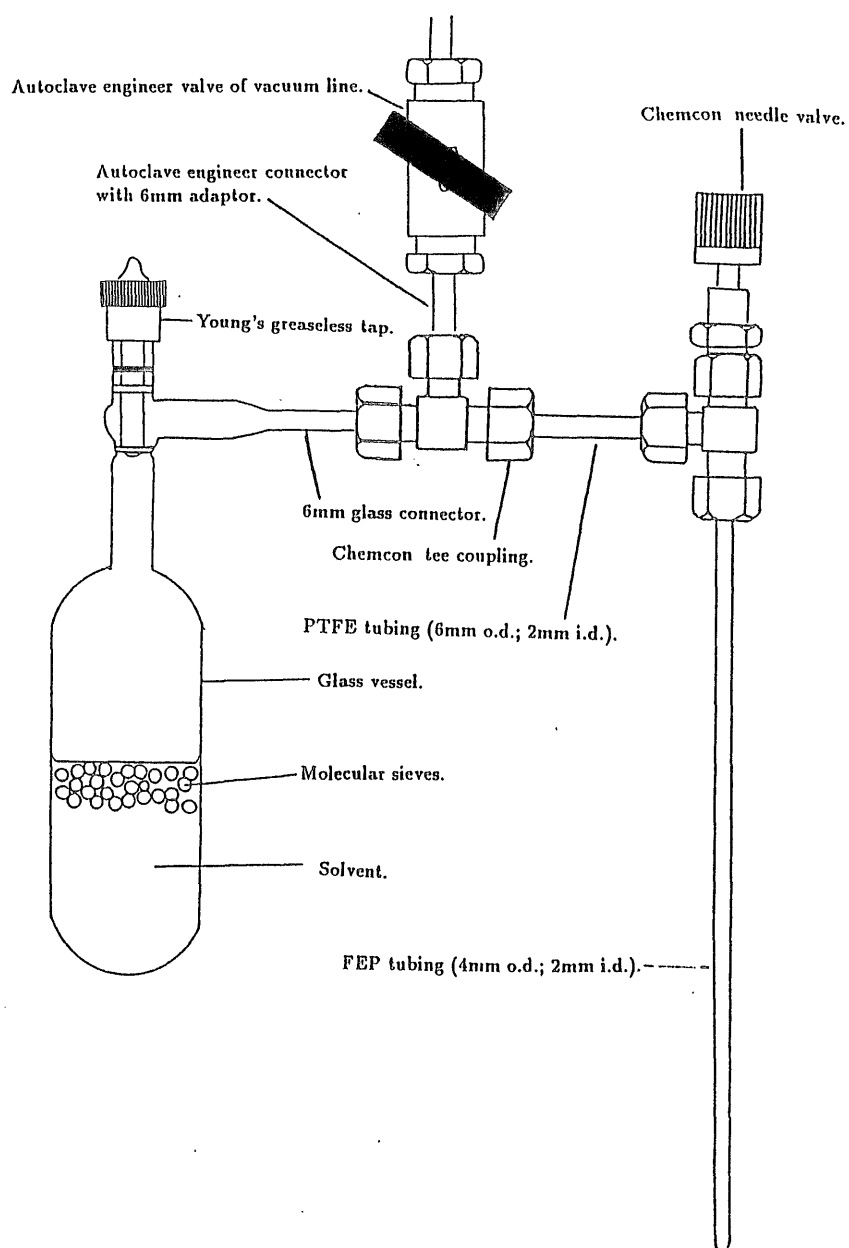 Autoclave engineer valve of vacuum line.
Chemcon needle valve.
Autoclave engineer connector
with 6mm adaptor.
Young's greaseless tap.
6mm glass connector.
Chemcon tee coupling.
PTFE tubing (6mm o.d.; 2mm i.d.).
Glass vessel.
Molecular sieves.
Solvent.
FEP tubing (4mm o.d.; 2mm i.d.).